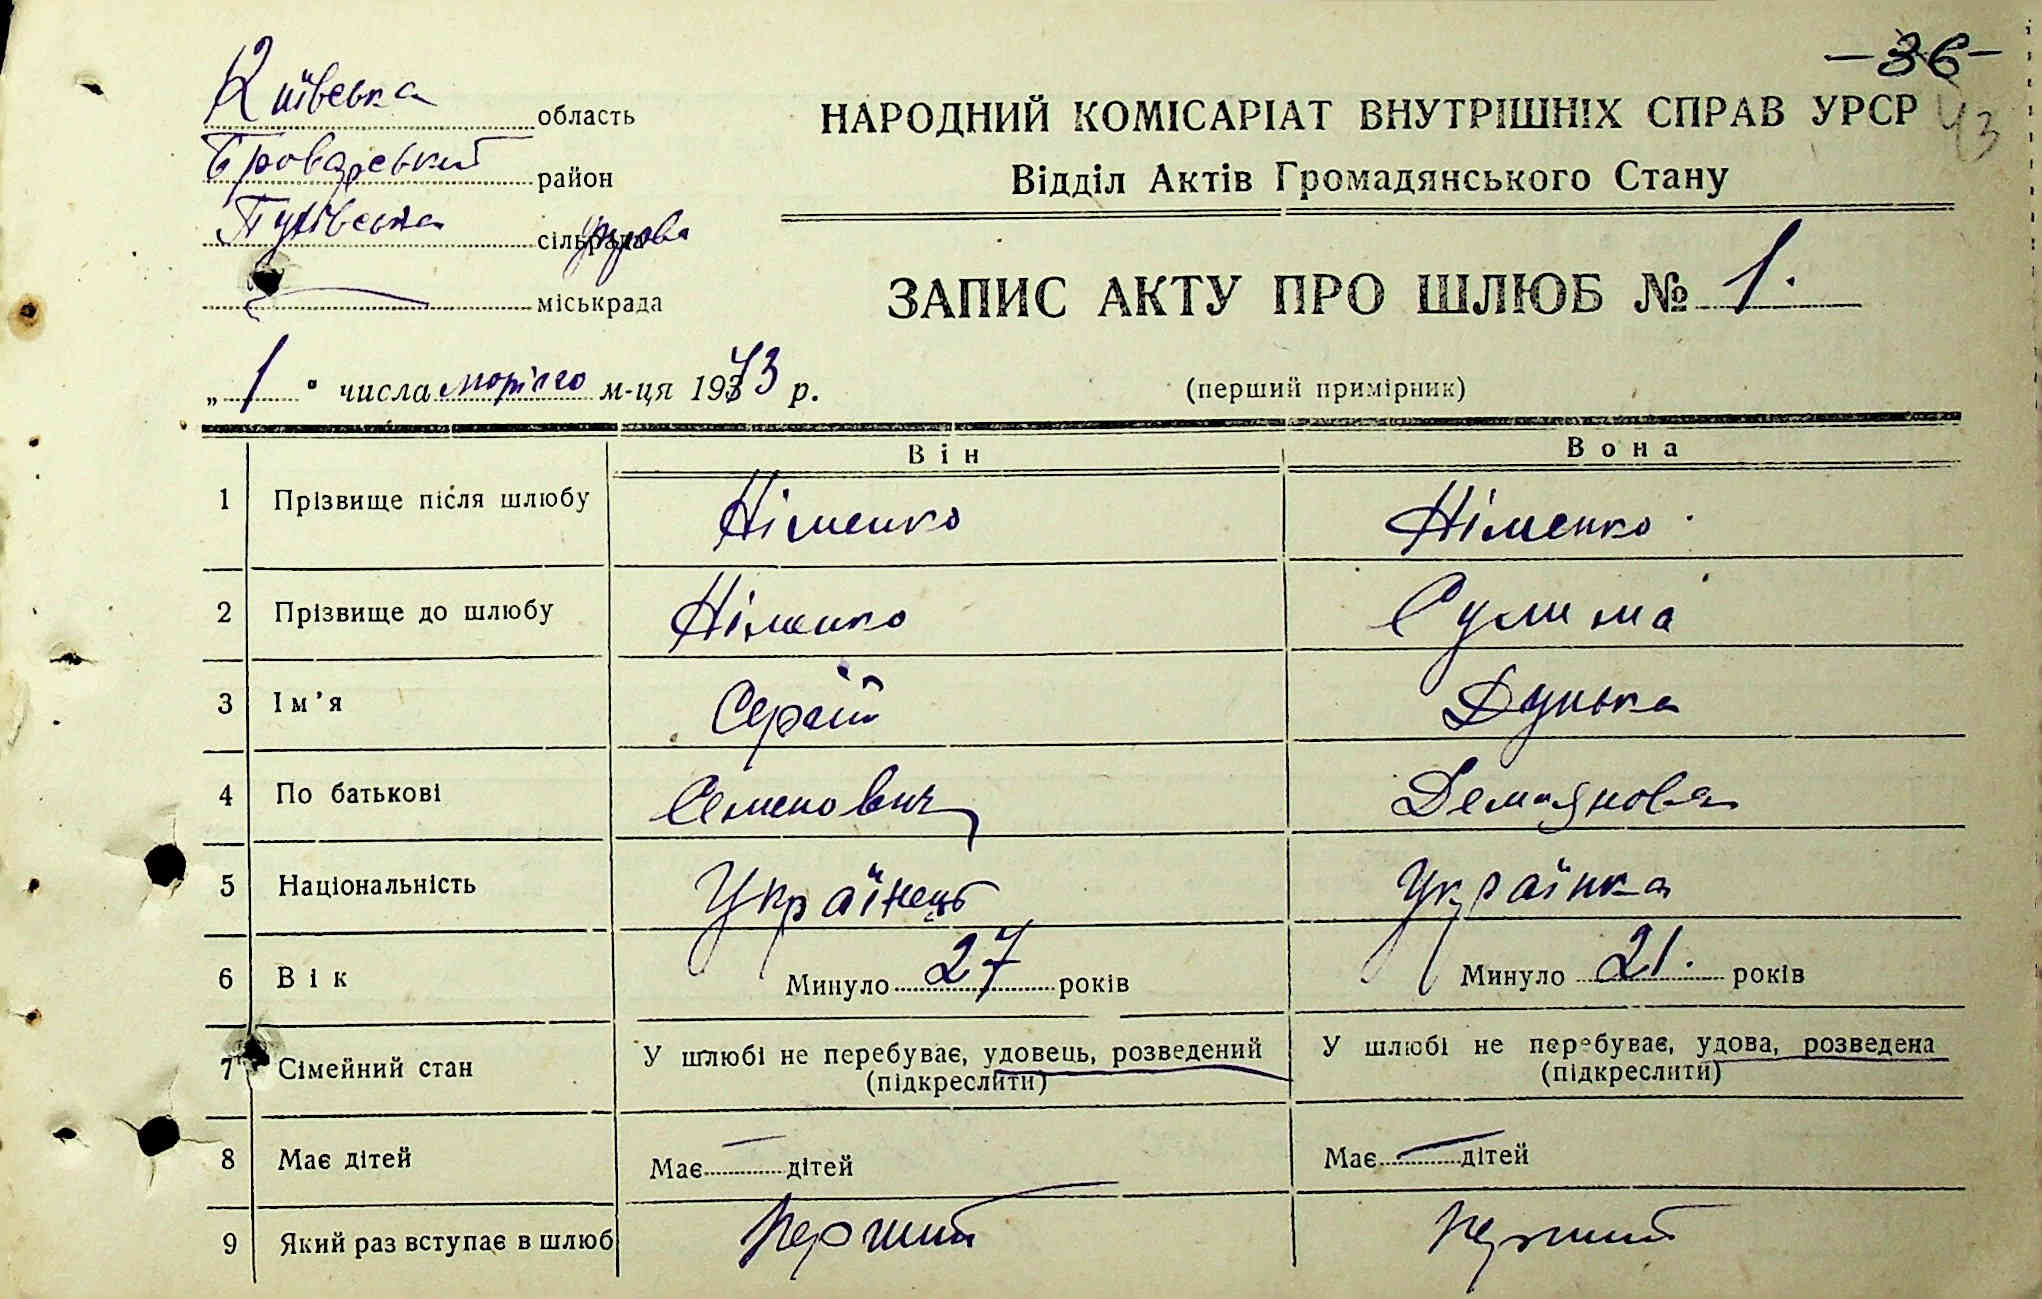 -36-
43
Київська область
Броварський район
Пухівська сільрада управа
міськрада
НАРОДНИЙ КОМІСАРІАТ ВНУТРІШНІХ СПРАВ УРСР
Відділ Актів Громадянського Стану
ЗАПИС АКТУ ПРО ШЛЮБ № 1.
„ 1 " числа м-ця 1943 р.
(перший примірник)
Він Вона
1 Прізвище після шлюбу Німенко Німенко
2 Прізвище до шлюбу Німенко Сулима
3 Ім'я Сергій Дунька
4 По батькові Семенович Демянова
5 Національність Українець Українка
6 Вік Минуло 27 років Минуло 21. років
7 Сімейний стан У шлюбі не перебуває, удовець, розведений (підкреслити) У шлюбі не перебуває, удова, розведена (підкреслити)
8 Має дітей Має — дітей Має — дітей
9 Який раз вступає в шлюб Перший Перший